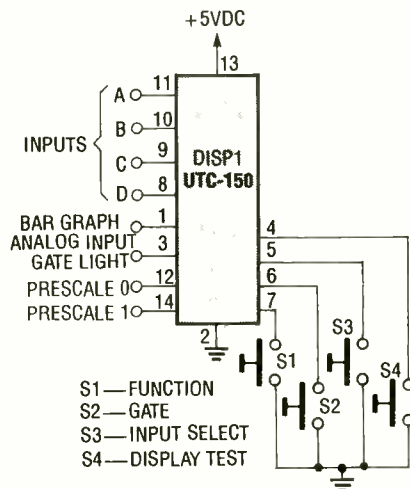 +5VDC
13
A 11
B 10
INPUTS
C 9
D 8
DISP1
UTC-150
BAR GRAPH 1
ANALOG INPUT
GATE LIGHT 3
PRESCALE 0 12
PRESCALE 1 14
2
4
5
6
7
S1
S2
S3
S4
S1—FUNCTION
S2—GATE
S3—INPUT SELECT
S4—DISPLAY TEST